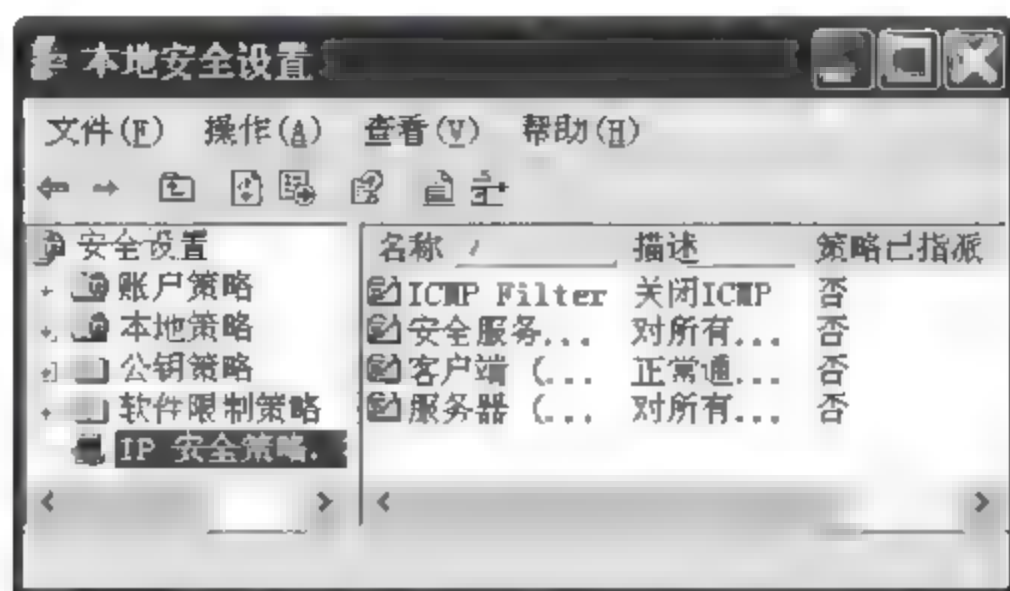 本地安全设置
文件(F) 操作(A) 查看(V) 帮助(H)
安全设置
账户策略
本地策略
公钥策略
软件限制策略
IP 安全策略,
名称 / 描述 策略已指派
ICMP Filter 关闭ICMP 否
安全服务... 对所有... 否
客户端 (... 正常通... 否
服务器 (... 对所有... 否